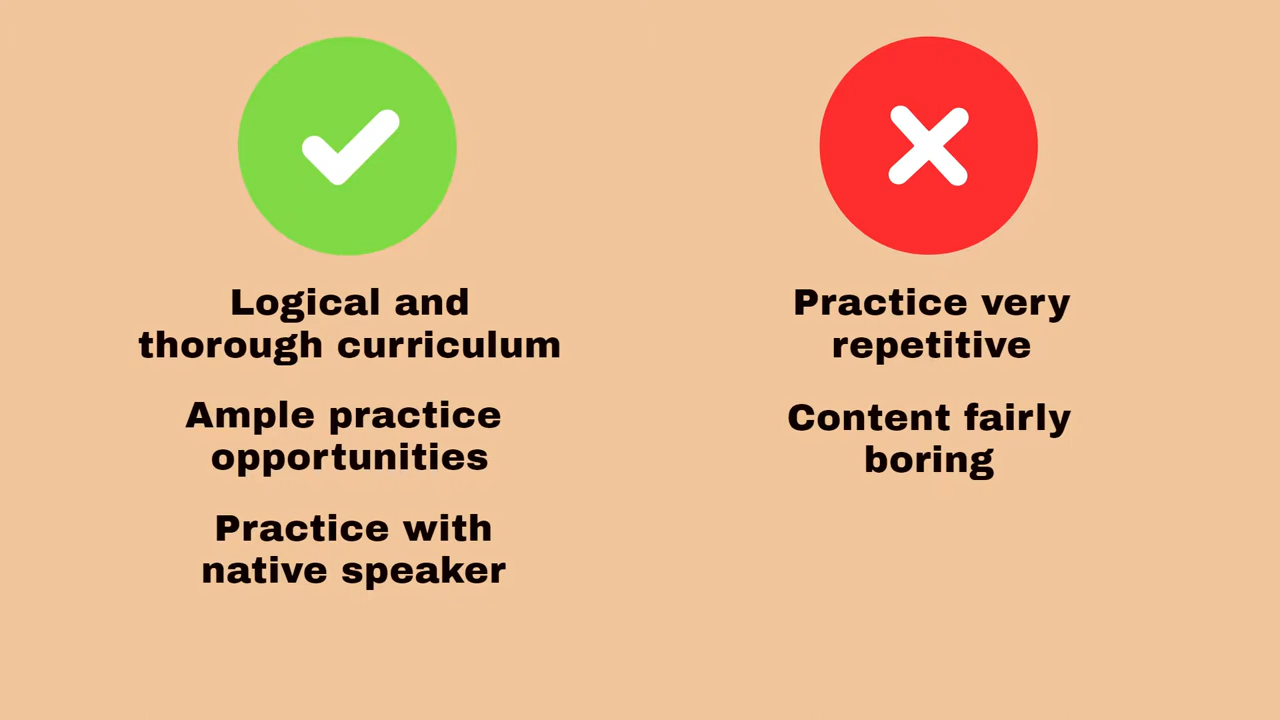 Logical and
thorough curriculum
Ample practice
opportunities
Practice with
native speaker
Practice very
repetitive
Content fairly
boring